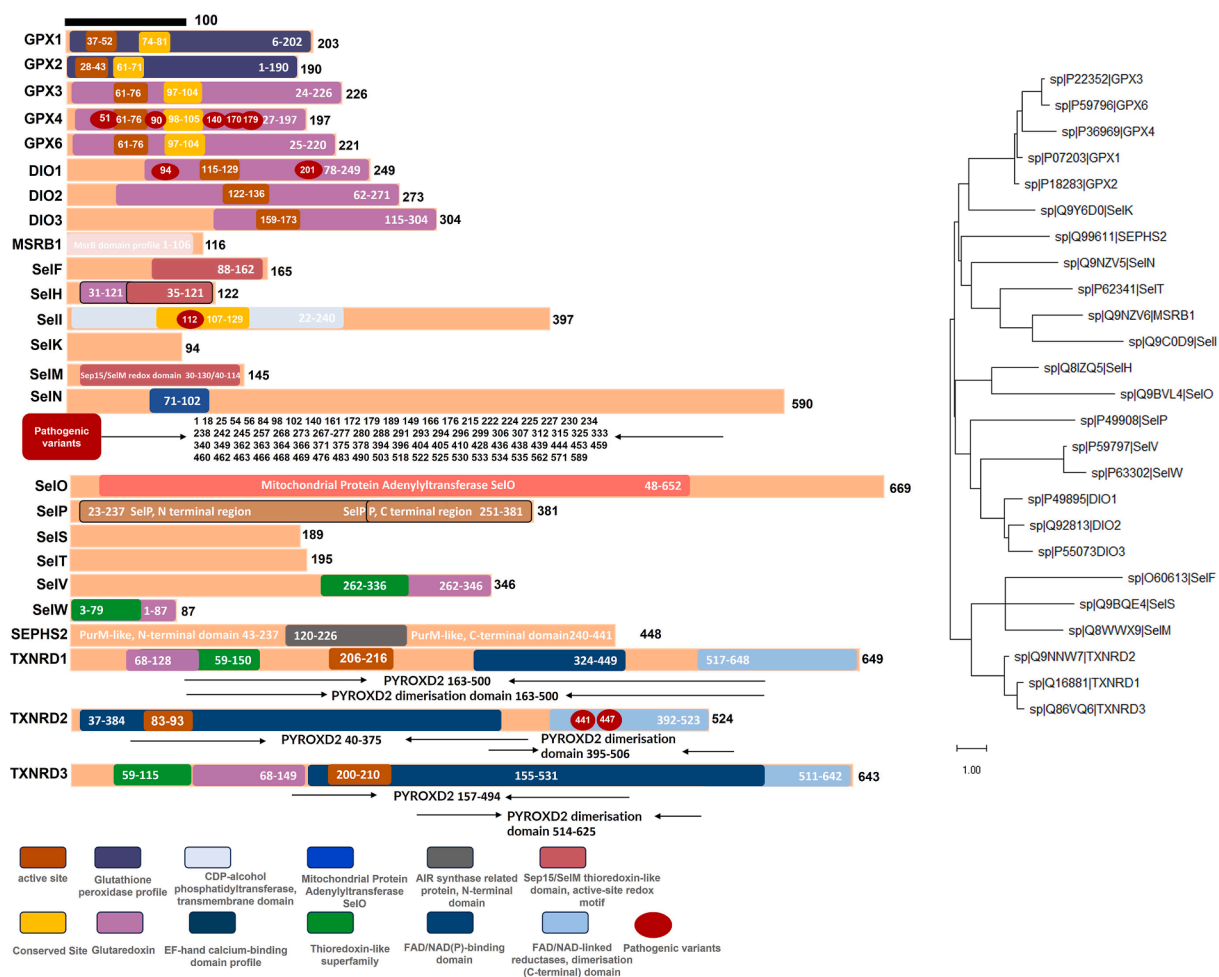 100
GPX1 37-52 74-81 6-202 203
GPX2 28-43 61-71 1-190 190
GPX3 61-76 97-104 24-226 226
GPX4 51 61-76 90 98-105 140 170 179 27-197 197
GPX6 61-76 97-104 25-220 221
DIO1 94 115-129 201 78-249 249
DIO2 122-136 62-271 273
DIO3 159-173 115-304 304
MSRB1 MsrB domain profile 1-106 116
SelF 88-162 165
SelH 31-121 35-121 122
SelI 112 107-129 22-240 397
SelK 94
SelM Sep15/SelM redox domain 30-130/40-114 145
SelN 71-102 590
Pathogenic
variants
1 18 25 54 56 84 98 102 140 161 172 179 189 149 166 176 215 222 224 225 227 230 234
238 242 245 257 268 273 267-277 280 288 291 293 294 296 299 306 307 312 315 325 333
340 349 362 363 366 371 375 378 394 396 404 405 410 428 436 438 439 444 453 459
460 462 463 466 468 469 476 483 490 503 518 522 525 530 533 534 535 562 571 589
SelO Mitochondrial Protein Adenylyltransferase SelO 48-652 669
SelP 23-237 SelP, N terminal region SelP P, C terminal region 251-381 381
SelS 189
SelT 195
SelV 262-336 262-346 346
SelW 3-79 1-87 87
SEPHS2 PurM-like, N-terminal domain 43-237 120-226 PurM-like, C-terminal domain240-441 448
TXNRD1 68-128 59-150 206-216 324-449 517-648 649
PYROXD2 163-500
PYROXD2 dimerisation domain 163-500
TXNRD2 37-384 83-93 441 447 392-523 524
PYROXD2 40-375
PYROXD2 dimerisation
domain 395-506
TXNRD3 59-115 68-149 200-210 155-531 511-642 643
PYROXD2 157-494
PYROXD2 dimerisation
domain 514-625
active site
Glutathione
peroxidase profile
CDP-alcohol
phosphatidyltransferase,
transmembrane domain
Mitochondrial Protein
Adenylyltransferase
SelO
AIR synthase related
protein, N-terminal
domain
Sep15/SelM thioredoxin-like
domain, active-site redox
motif
Conserved Site
Glutaredoxin
EF-hand calcium-binding
domain profile
Thioredoxin-like
superfamily
FAD/NAD(P)-binding
domain
FAD/NAD-linked
reductases, dimerisation
(C-terminal) domain
Pathogenic variants
sp|P22352|GPX3
sp|P59796|GPX6
sp|P36969|GPX4
sp|P07203|GPX1
sp|P18283|GPX2
sp|Q9Y6D0|SelK
sp|Q99611|SEPHS2
sp|Q9NZV5|SelN
sp|P62341|SelT
sp|Q9NZV6|MSRB1
sp|Q9C0D9|SelI
sp|Q8IZQ5|SelH
sp|Q9BVL4|SelO
sp|P49908|SelP
sp|P59797|SelV
sp|P63302|SelW
sp|P49895|DIO1
sp|Q92813|DIO2
sp|P55073DIO3
sp|O60613|SelF
sp|Q9BQE4|SelS
sp|Q8WWX9|SelM
sp|Q9NNW7|TXNRD2
sp|Q16881|TXNRD1
sp|Q86VQ6|TXNRD3
1.00